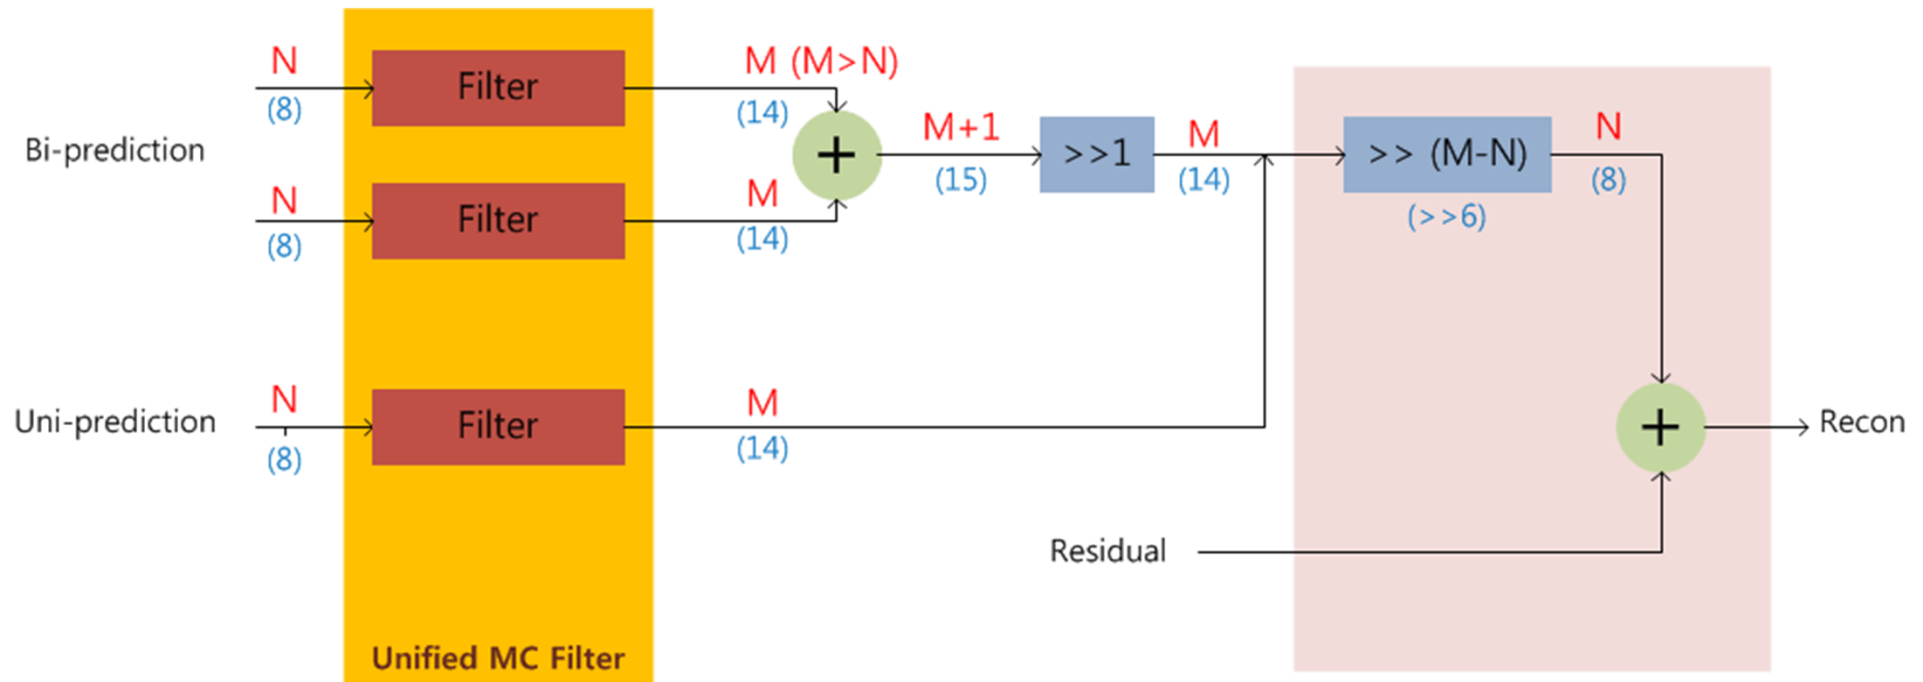 N
(8)
Filter
M (M>N)
(14)
Bi-prediction
+
M+1
(15)
>>1
M
(14)
>> (M-N)
(>>6)
N
(8)
N
(8)
Filter
M
(14)
Uni-prediction
N
(8)
Filter
M
(14)
+
Recon
Residual
Unified MC Filter